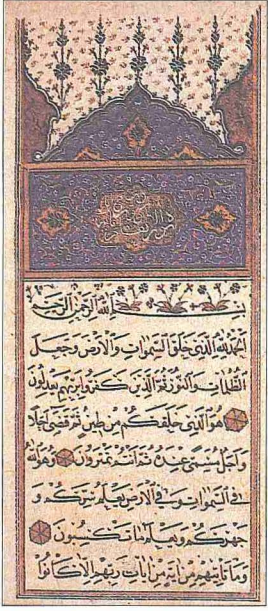 بسم الله الرحمن الرحيم
الحمد لله الذي خلق السموات والارض وجعل
الظلمات والنور ثم الذين كفروا بربهم يعدلون
هو الذي خلقكم من طين ثم قضى اجلا
واجل مسمى عنده ثم انتم تمترون وهو الله
في السموات وفي الارض يعلم سركم و
جهركم ويعلم ما تكسبون
وما تاتيهم من اية من ايات ربهم الا كانوا